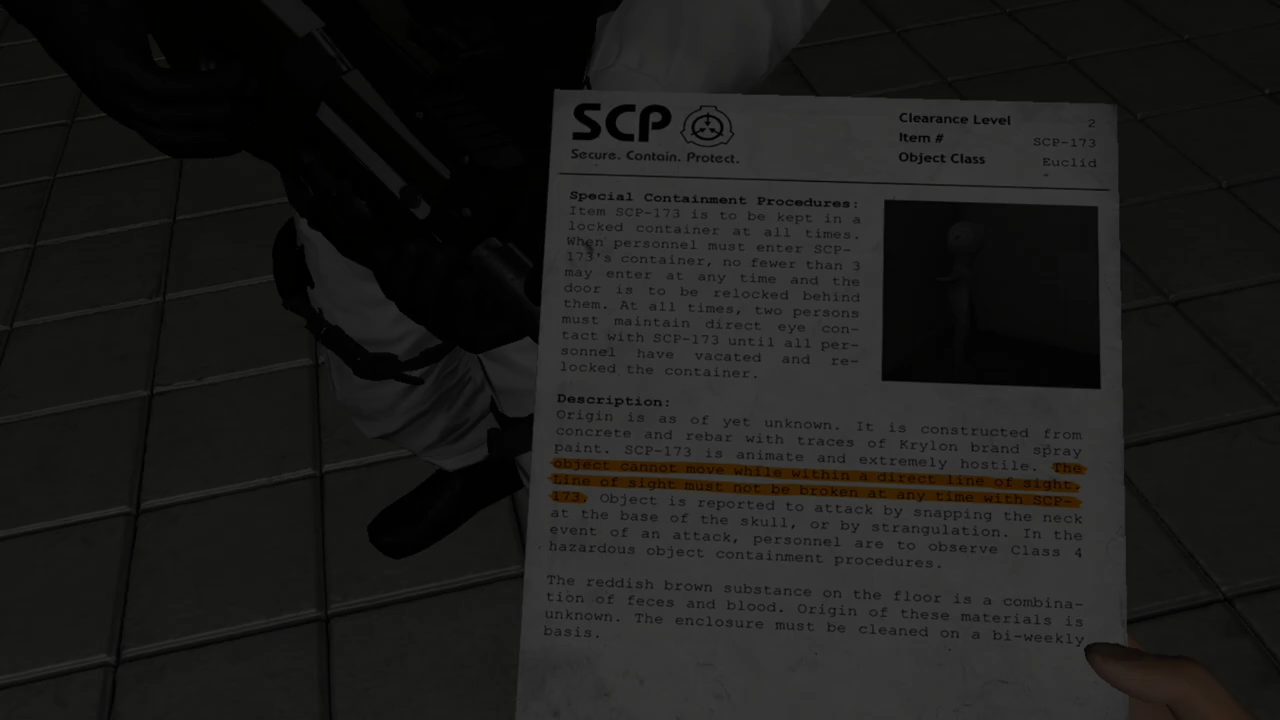 SCP
Secure. Contain. Protect.
Clearance Level 2
Item # SCP-173
Object Class Euclid
Special Containment Procedures:
Item SCP-173 is to be kept in a
locked container at all times.
When personnel must enter SCP-
173's container, no fewer than 3
may enter at any time and the
door is to be relocked behind
them. At all times, two persons
must maintain direct eye con-
tact with SCP-173 until all per-
sonnel have vacated and re-
locked the container.
Description:
Origin is as of yet unknown. It is constructed from
concrete and rebar with traces of Krylon brand spray
paint. SCP-173 is animate and extremely hostile. The
object cannot move while within a direct line of sight.
Line of sight must not be broken at any time with SCP-
173. Object is reported to attack by snapping the neck
at the base of the skull, or by strangulation. In the
event of an attack, personnel are to observe Class 4
hazardous object containment procedures.
The reddish brown substance on the floor is a combina-
tion of feces and blood. Origin of these materials is
unknown. The enclosure must be cleaned on a bi-weekly
basis.